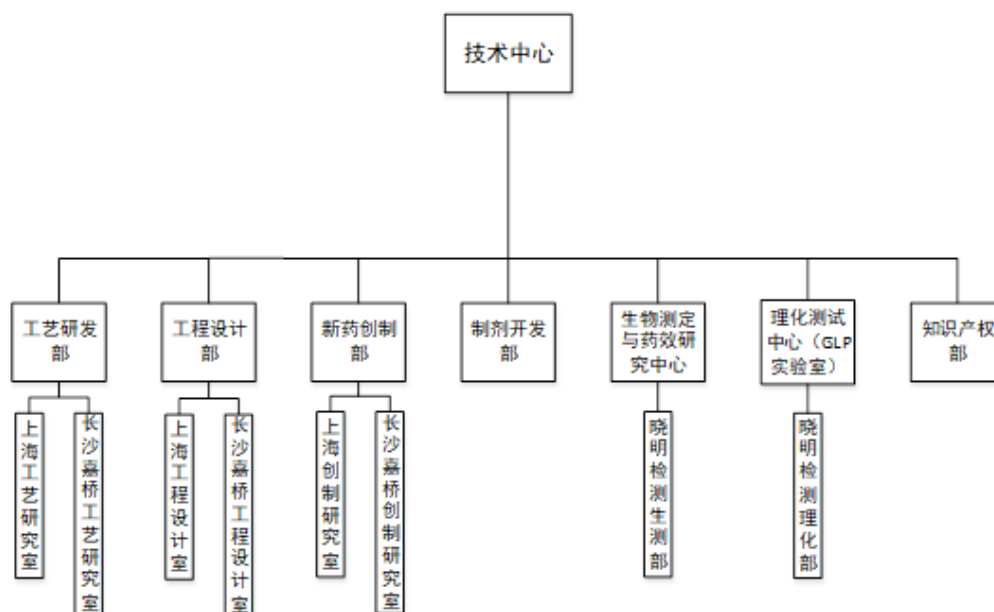 技术中心
工艺研发
部
工程设计
部
新药创制
部
制剂开发
部
生物测定
与药效研
究中心
理化测试
中心（GLP
实验室）
知识产权
部
上海工艺研究室
长沙嘉桥工艺研究室
上海工程设计室
长沙嘉桥工程设计室
上海创制研究室
长沙嘉桥创制研究室
晓明检测生测部
晓明检测理化部